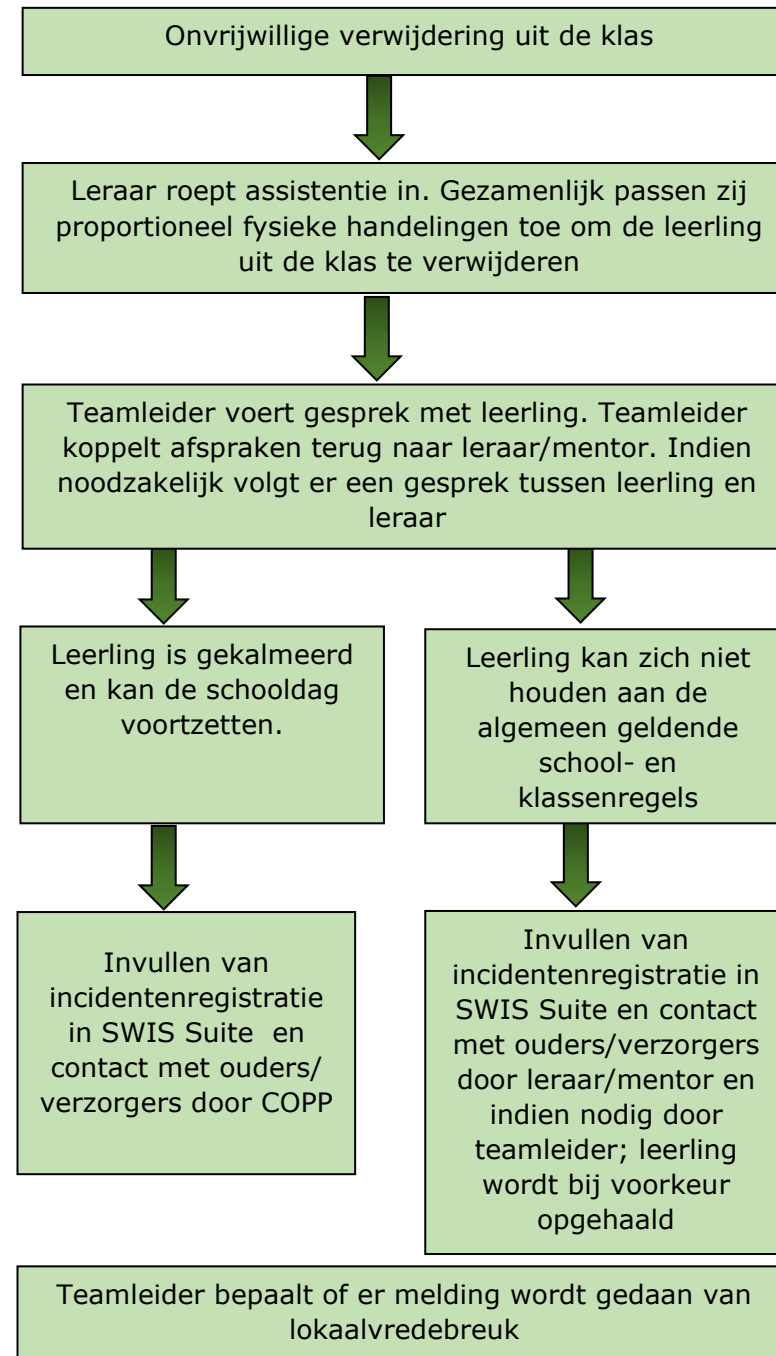 Onvrijwillige verwijdering uit de klas
Leraar roept assistentie in. Gezamenlijk passen zij
proportioneel fysieke handelingen toe om de leerling
uit de klas te verwijderen
Teamleider voert gesprek met leerling. Teamleider
koppelt afspraken terug naar leraar/mentor. Indien
noodzakelijk volgt er een gesprek tussen leerling en
leraar
Leerling is gekalmeerd
en kan de schooldag
voortzetten.
Leerling kan zich niet
houden aan de
algemeen geldende
school- en
klassenregels
Invullen van
incidentenregistratie
in SWIS Suite en
contact met ouders/
verzorgers door COPP
Invullen van
incidentenregistratie in
SWIS Suite en contact
met ouders/verzorgers
door leraar/mentor en
indien nodig door
teamleider; leerling
wordt bij voorkeur
opgehaald
Teamleider bepaalt of er melding wordt gedaan van
lokaalvredebreuk